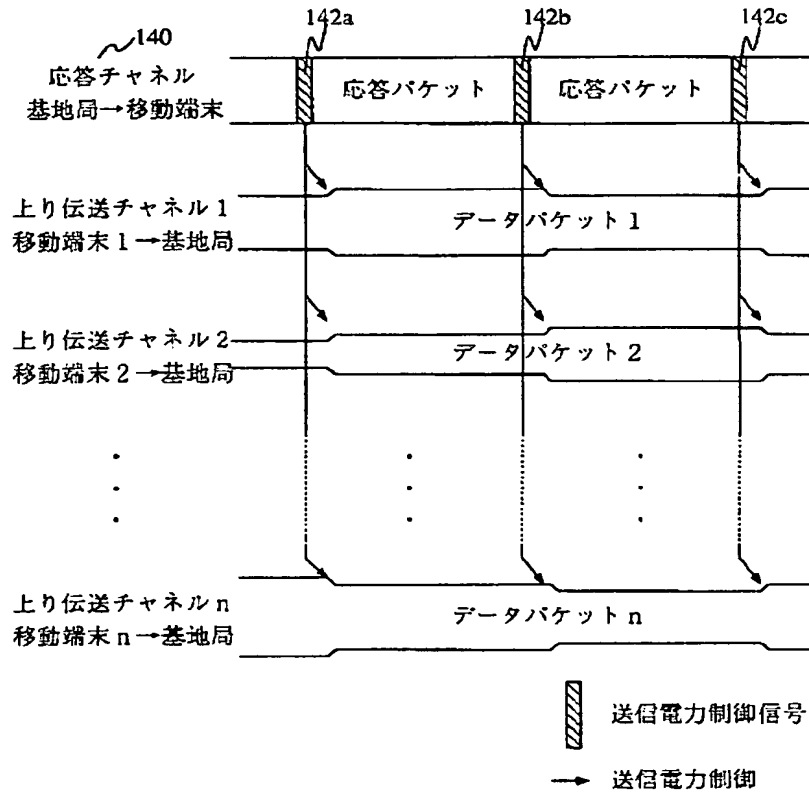 142a
142b
142c
140
応答チャネル
基地局→移動端末
応答パケット
応答パケット
上り伝送チャネル1
移動端末1→基地局
データパケット1
上り伝送チャネル2
移動端末2→基地局
データパケット2
上り伝送チャネルn
移動端末n→基地局
データパケットn
送信電力制御信号
送信電力制御